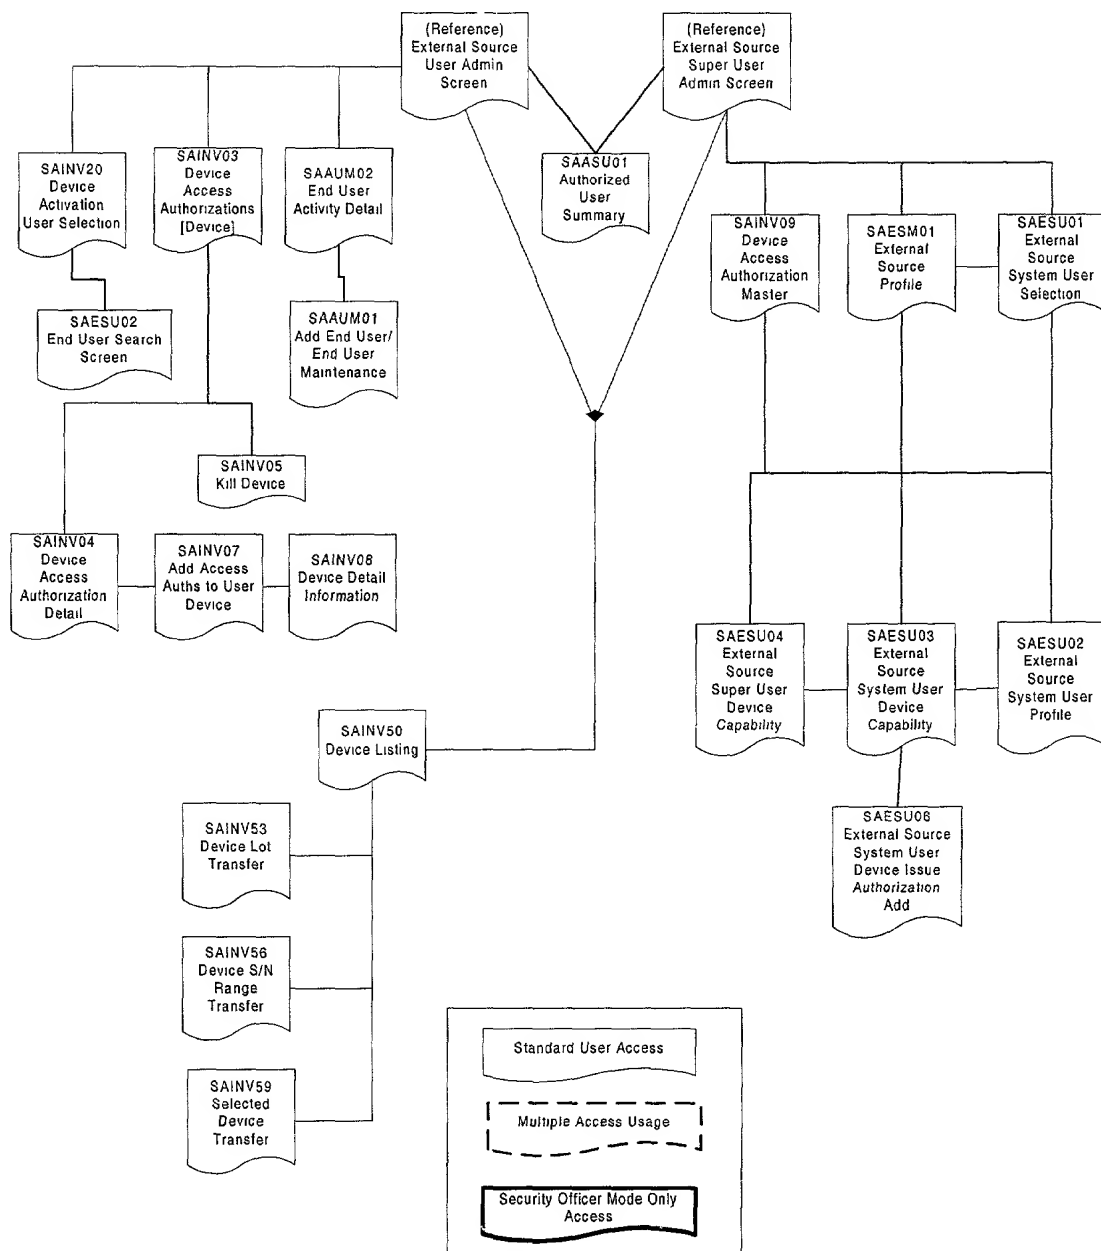 (Reference)
External Source
User Admin
Screen
(Reference)
External Source
Super User
Admin Screen
SAINV20
Device
Activation
User Selection
SAINV03
Device
Access
Authorizations
[Device]
SAAUM02
End User
Activity Detail
SAASU01
Authorized
User
Summary
SAINV09
Device
Access
Authorization
Master
SAESM01
External
Source
Profile
SAESU01
External
Source
System User
Selection
SAESU02
End User Search
Screen
SAAUM01
Add End User/
End User
Maintenance
SAINV05
Kill Device
SAINV04
Device
Access
Authorization
Detail
SAINV07
Add Access
Auths to User
Device
SAINV08
Device Detail
Information
SAESU04
External
Source
Super User
Device
Capability
SAESU03
External
Source
System User
Device
Capability
SAESU02
External
Source
System User
Profile
SAINV50
Device Listing
SAINV53
Device Lot
Transfer
SAESU06
External Source
System User
Device Issue
Authorization
Add
SAINV56
Device S/N
Range
Transfer
SAINV59
Selected
Device
Transfer
Standard User Access
Multiple Access Usage
Security Officer Mode Only
Access